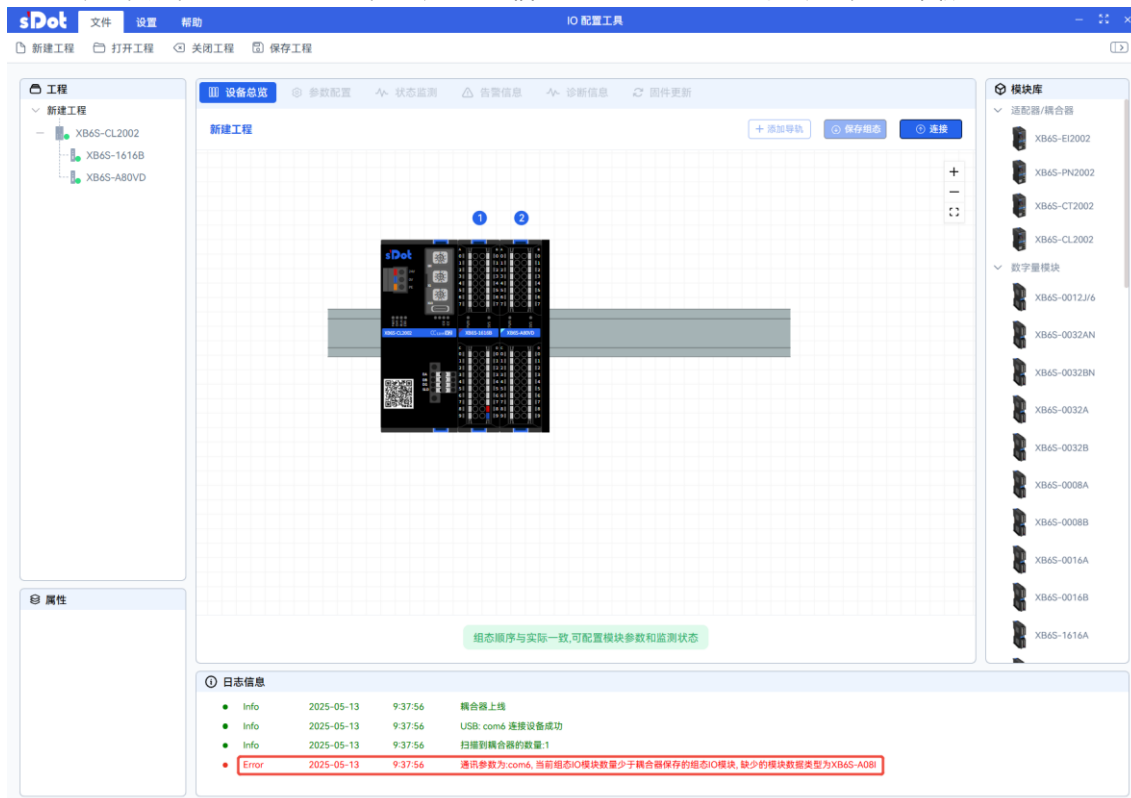 sDot 文件 设置 帮助 IO 配置工具
新建工程 打开工程 关闭工程 保存工程
工程
新建工程
XB6S-CL2002
XB6S-1616B
XB6S-A80VD
属性
设备总览 参数配置 状态监测 告警信息 诊断信息 固件更新
新建工程 + 添加导轨 保存组态 连接
1 2
sDot
XB6S-CL2002 XB6S-1616B XB6S-A80VD
组态顺序与实际一致,可配置模块参数和监测状态
模块库
适配器/耦合器
XB6S-EI2002
XB6S-PN2002
XB6S-CT2002
XB6S-CL2002
数字量模块
XB6S-0012J/6
XB6S-0032AN
XB6S-0032BN
XB6S-0032A
XB6S-0032B
XB6S-0008A
XB6S-0008B
XB6S-0016A
XB6S-0016B
XB6S-1616A
日志信息
Info 2025-05-13 9:37:56 耦合器上线
Info 2025-05-13 9:37:56 USB: com6 连接设备成功
Info 2025-05-13 9:37:56 扫描到耦合器的数量:1
Error 2025-05-13 9:37:56 通讯参数为:com6, 当前组态IO模块数量少于耦合器保存的组态IO模块, 缺少的模块数据类型为XB6S-A08I